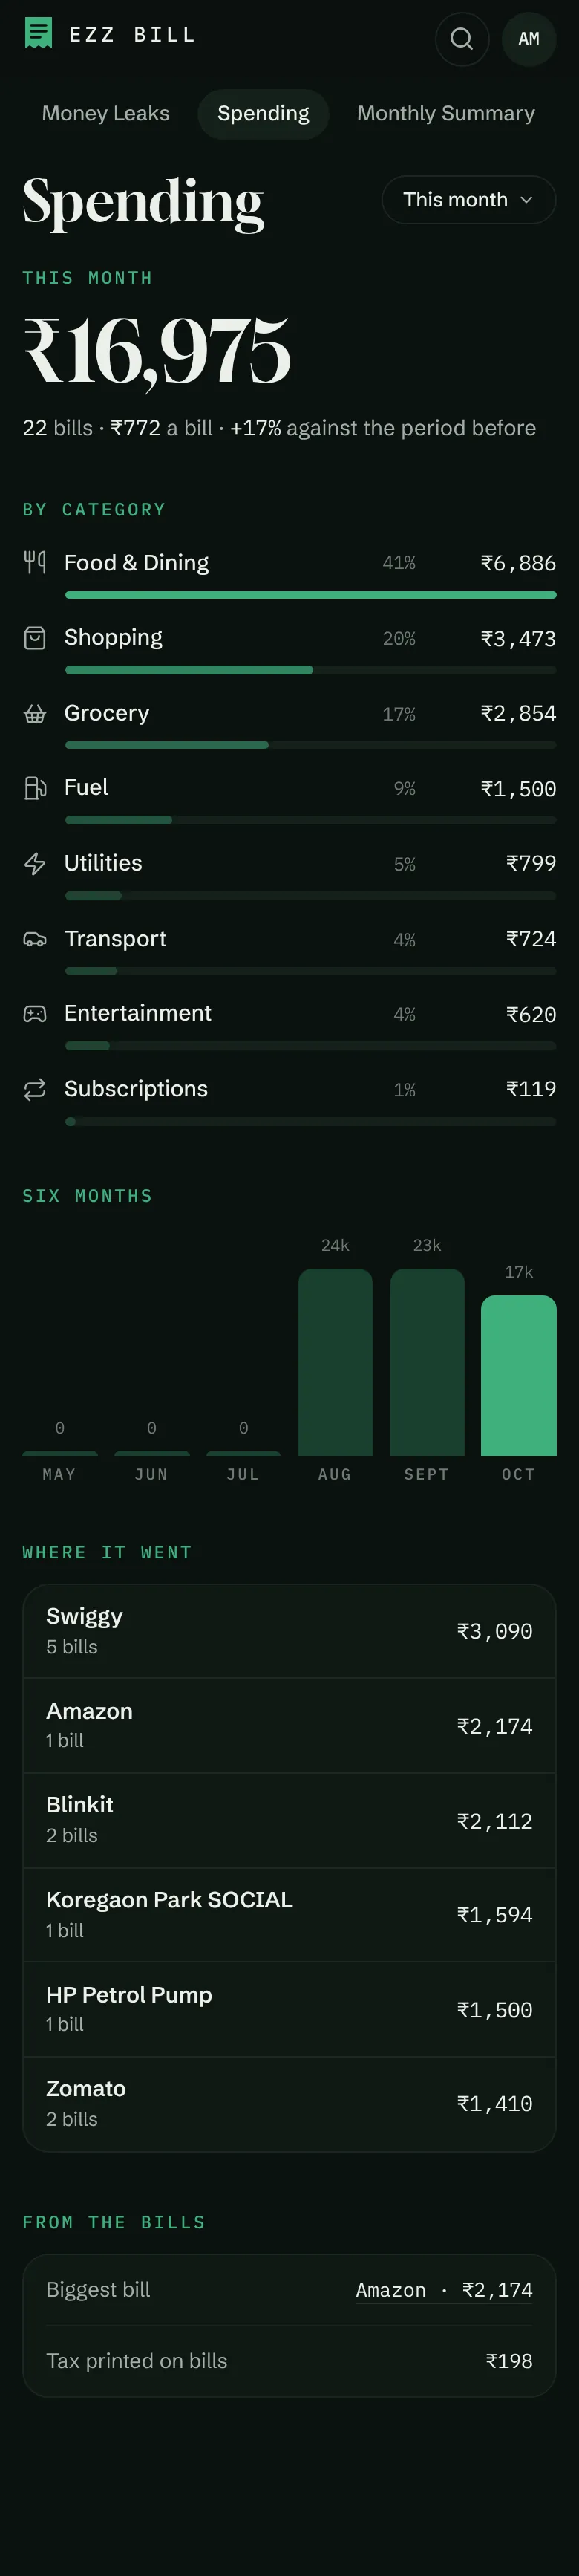 EZZ BILL
AM
Money Leaks
Spending
Monthly Summary
Spending
This month
THIS MONTH
₹16,975
22 bills · ₹772 a bill · +17% against the period before
BY CATEGORY
Food & Dining 41% ₹6,886
Shopping 20% ₹3,473
Grocery 17% ₹2,854
Fuel 9% ₹1,500
Utilities 5% ₹799
Transport 4% ₹724
Entertainment 4% ₹620
Subscriptions 1% ₹119
SIX MONTHS
0 0 0 24k 23k 17k
MAY JUN JUL AUG SEPT OCT
WHERE IT WENT
Swiggy ₹3,090
5 bills
Amazon ₹2,174
1 bill
Blinkit ₹2,112
2 bills
Koregaon Park SOCIAL ₹1,594
1 bill
HP Petrol Pump ₹1,500
1 bill
Zomato ₹1,410
2 bills
FROM THE BILLS
Biggest bill Amazon · ₹2,174
Tax printed on bills ₹198